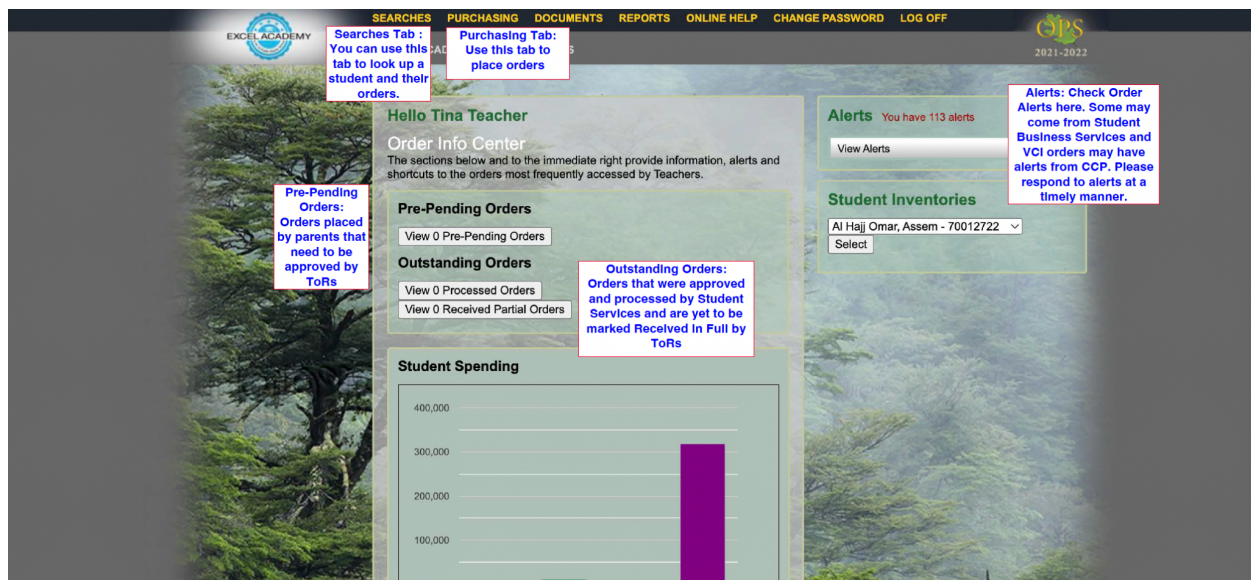 SEARCHES PURCHASING DOCUMENTS REPORTS ONLINE HELP CHANGE PASSWORD LOG OFF
EXCEL ACADEMY
OPS
2021-2022
Searches Tab :
You can use this
tab to look up a
student and their
orders.
Purchasing Tab:
Use this tab to
place orders
Hello Tina Teacher
Order Info Center
The sections below and to the immediate right provide information, alerts and
shortcuts to the orders most frequently accessed by Teachers.
Pre-Pending
Orders:
Orders placed
by parents that
need to be
approved by
ToRs
Pre-Pending Orders
View 0 Pre-Pending Orders
Outstanding Orders
View 0 Processed Orders
View 0 Received Partial Orders
Outstanding Orders:
Orders that were approved
and processed by Student
Services and are yet to be
marked Received in Full by
ToRs
Student Spending
400,000
300,000
200,000
100,000
Alerts You have 113 alerts
View Alerts
Alerts: Check Order
Alerts here. Some may
come from Student
Business Services and
VCI orders may have
alerts from CCP. Please
respond to alerts at a
timely manner.
Student Inventories
Al Hajj Omar, Assem - 70012722
Select